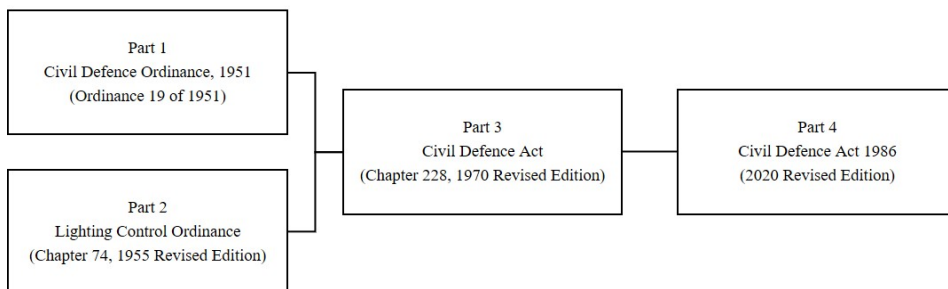 Part 1
Civil Defence Ordinance, 1951
(Ordinance 19 of 1951)
Part 2
Lighting Control Ordinance
(Chapter 74, 1955 Revised Edition)
Part 3
Civil Defence Act
(Chapter 228, 1970 Revised Edition)
Part 4
Civil Defence Act 1986
(2020 Revised Edition)